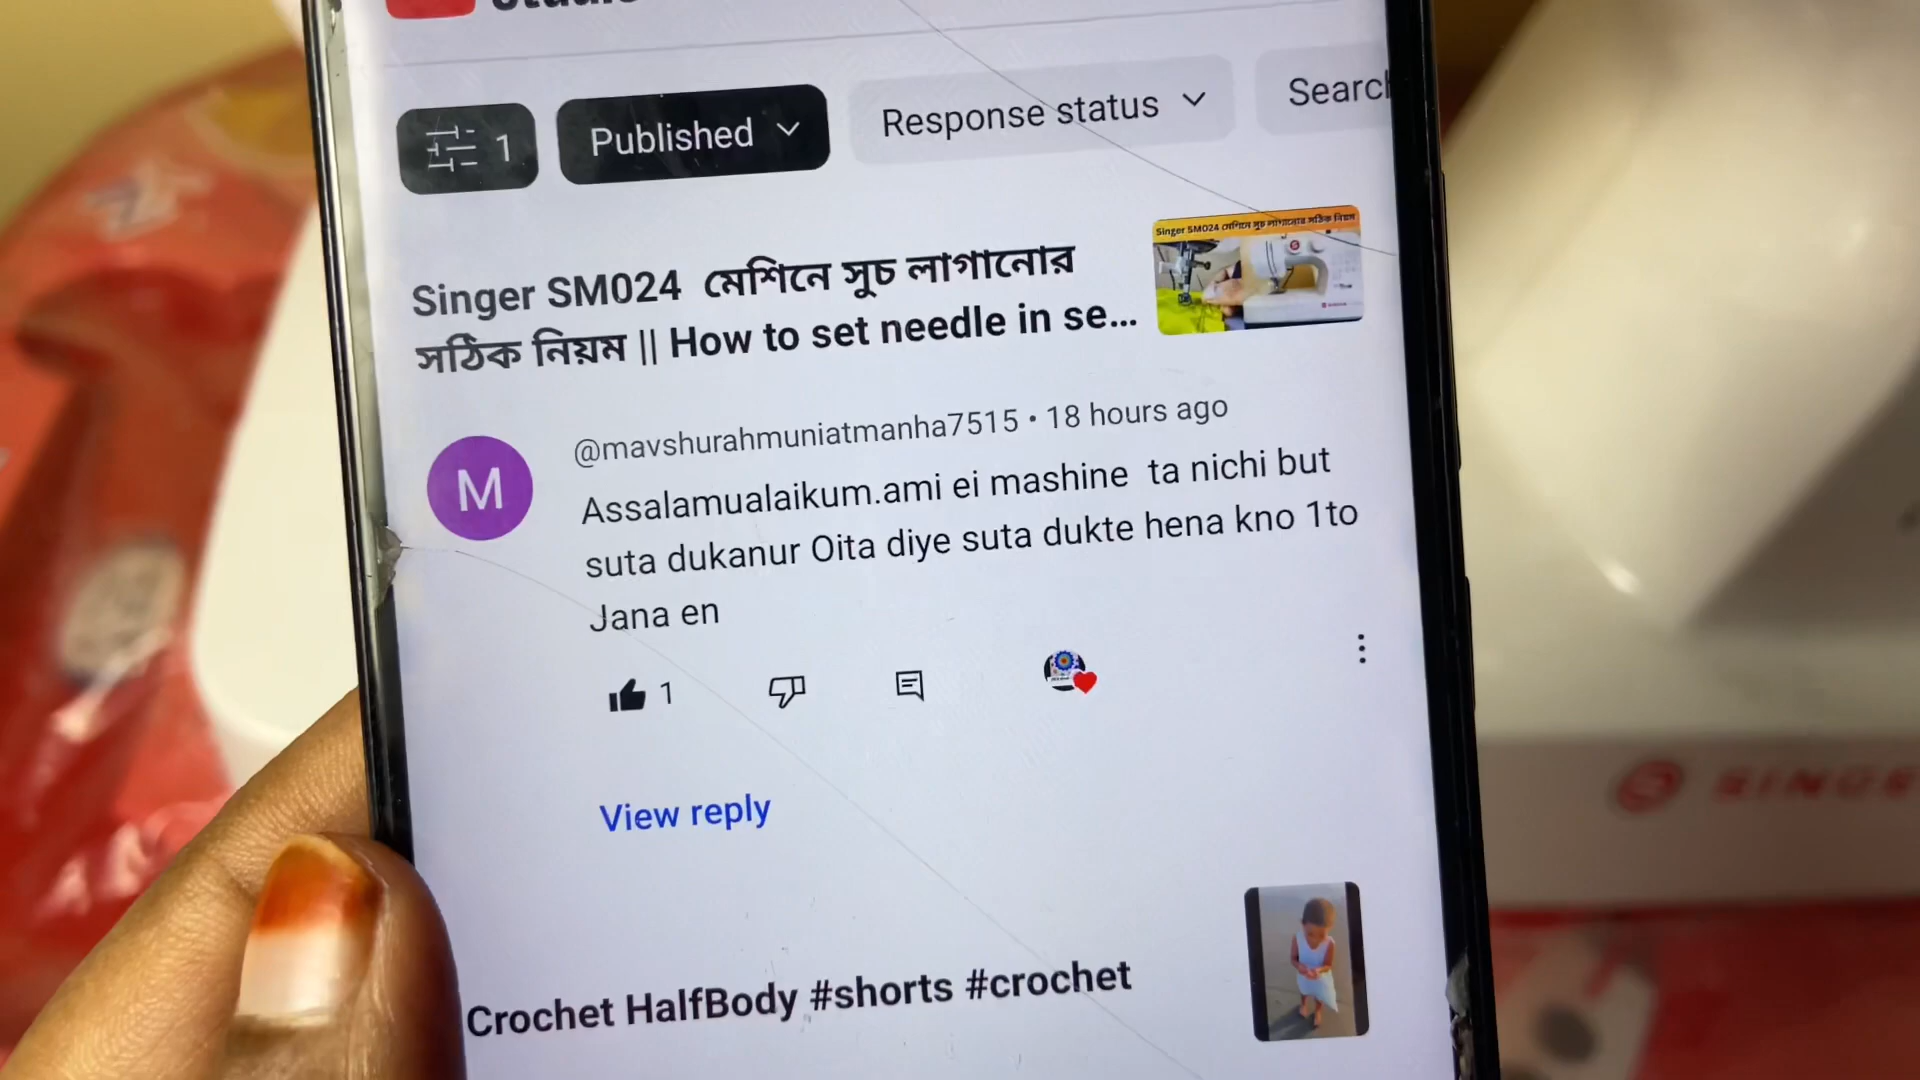 1
Published
Response status
Search
Singer SM024 মেশিনে সুচ লাগানোর
সঠিক নিয়ম || How to set needle in se...
Singer SM024 মেশিনে সুচ লাগানোর সঠিক নিয়ম
@mavshurahmuniatmanha7515 • 18 hours ago
M
Assalamualaikum.ami ei mashine ta nichi but
suta dukanur Oita diye suta dukte hena kno 1to
Jana en
1
View reply
Crochet HalfBody #shorts #crochet
SINGER